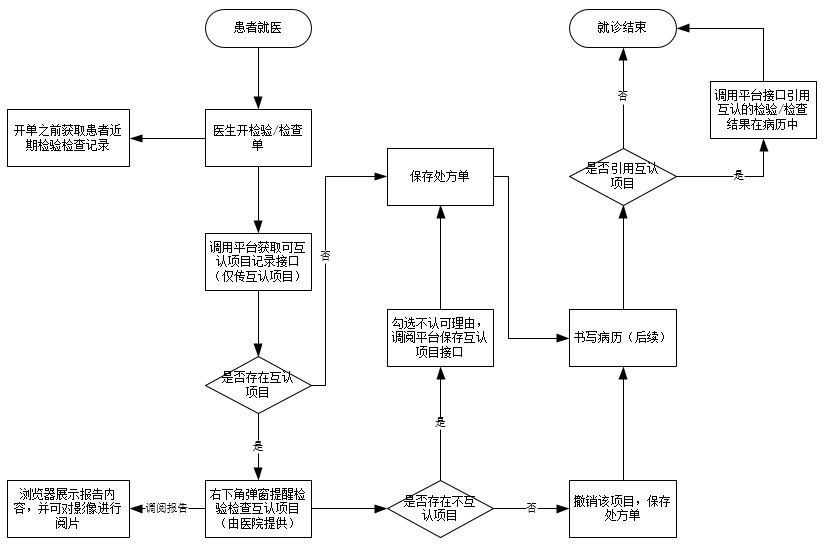 患者就医
就诊结束
开单之前获取患者近
期检验检查记录
医生开检验/检查
单
调用平台接口引用
互认的检验/检查
结果在病历中
否
保存处方单
是否引用互认
项目
是
调用平台获取可互
认项目记录接口
（仅传互认项目）
否
勾选不认可理由，
调阅平台保存互认
项目接口
书写病历（后续）
是否存在互认
项目
是
是
浏览器展示报告内
容，并可对影像进行
阅片
调阅报告
右下角弹窗提醒检
验检查互认项目
（由医院提供）
是否存在不互
认项目
否
撤销该项目，保存
处方单